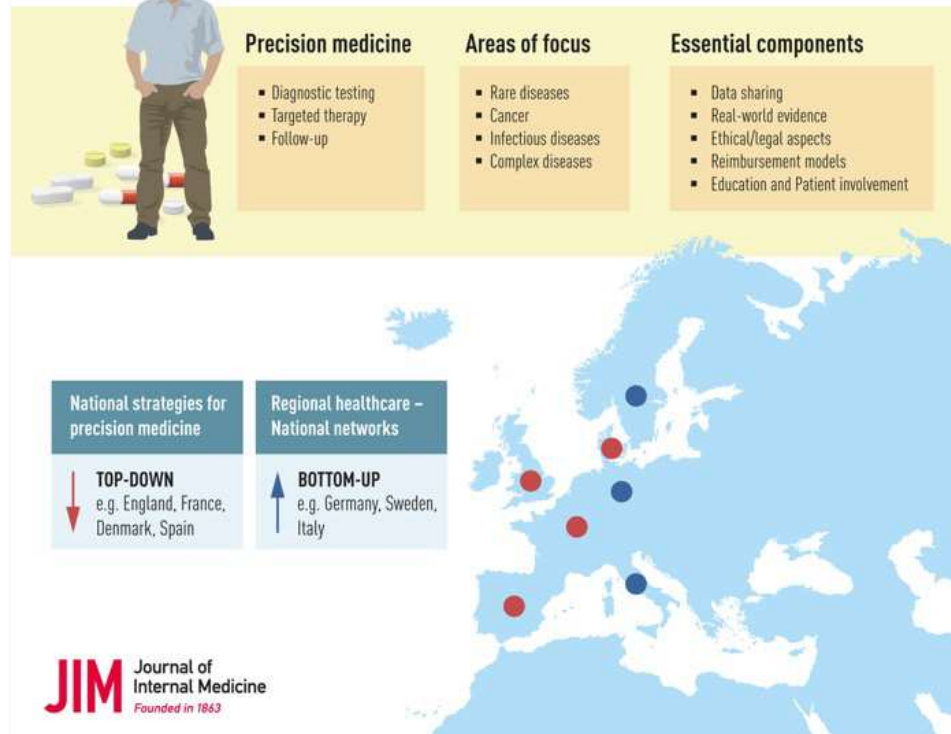 Precision medicine
▪ Diagnostic testing
▪ Targeted therapy
▪ Follow-up
Areas of focus
▪ Rare diseases
▪ Cancer
▪ Infectious diseases
▪ Complex diseases
Essential components
▪ Data sharing
▪ Real-world evidence
▪ Ethical/legal aspects
▪ Reimbursement models
▪ Education and Patient involvement
National strategies for
precision medicine
TOP-DOWN
e.g. England, France,
Denmark, Spain
Regional healthcare –
National networks
BOTTOM-UP
e.g. Germany, Sweden,
Italy
JIM
Journal of
Internal Medicine
Founded in 1863